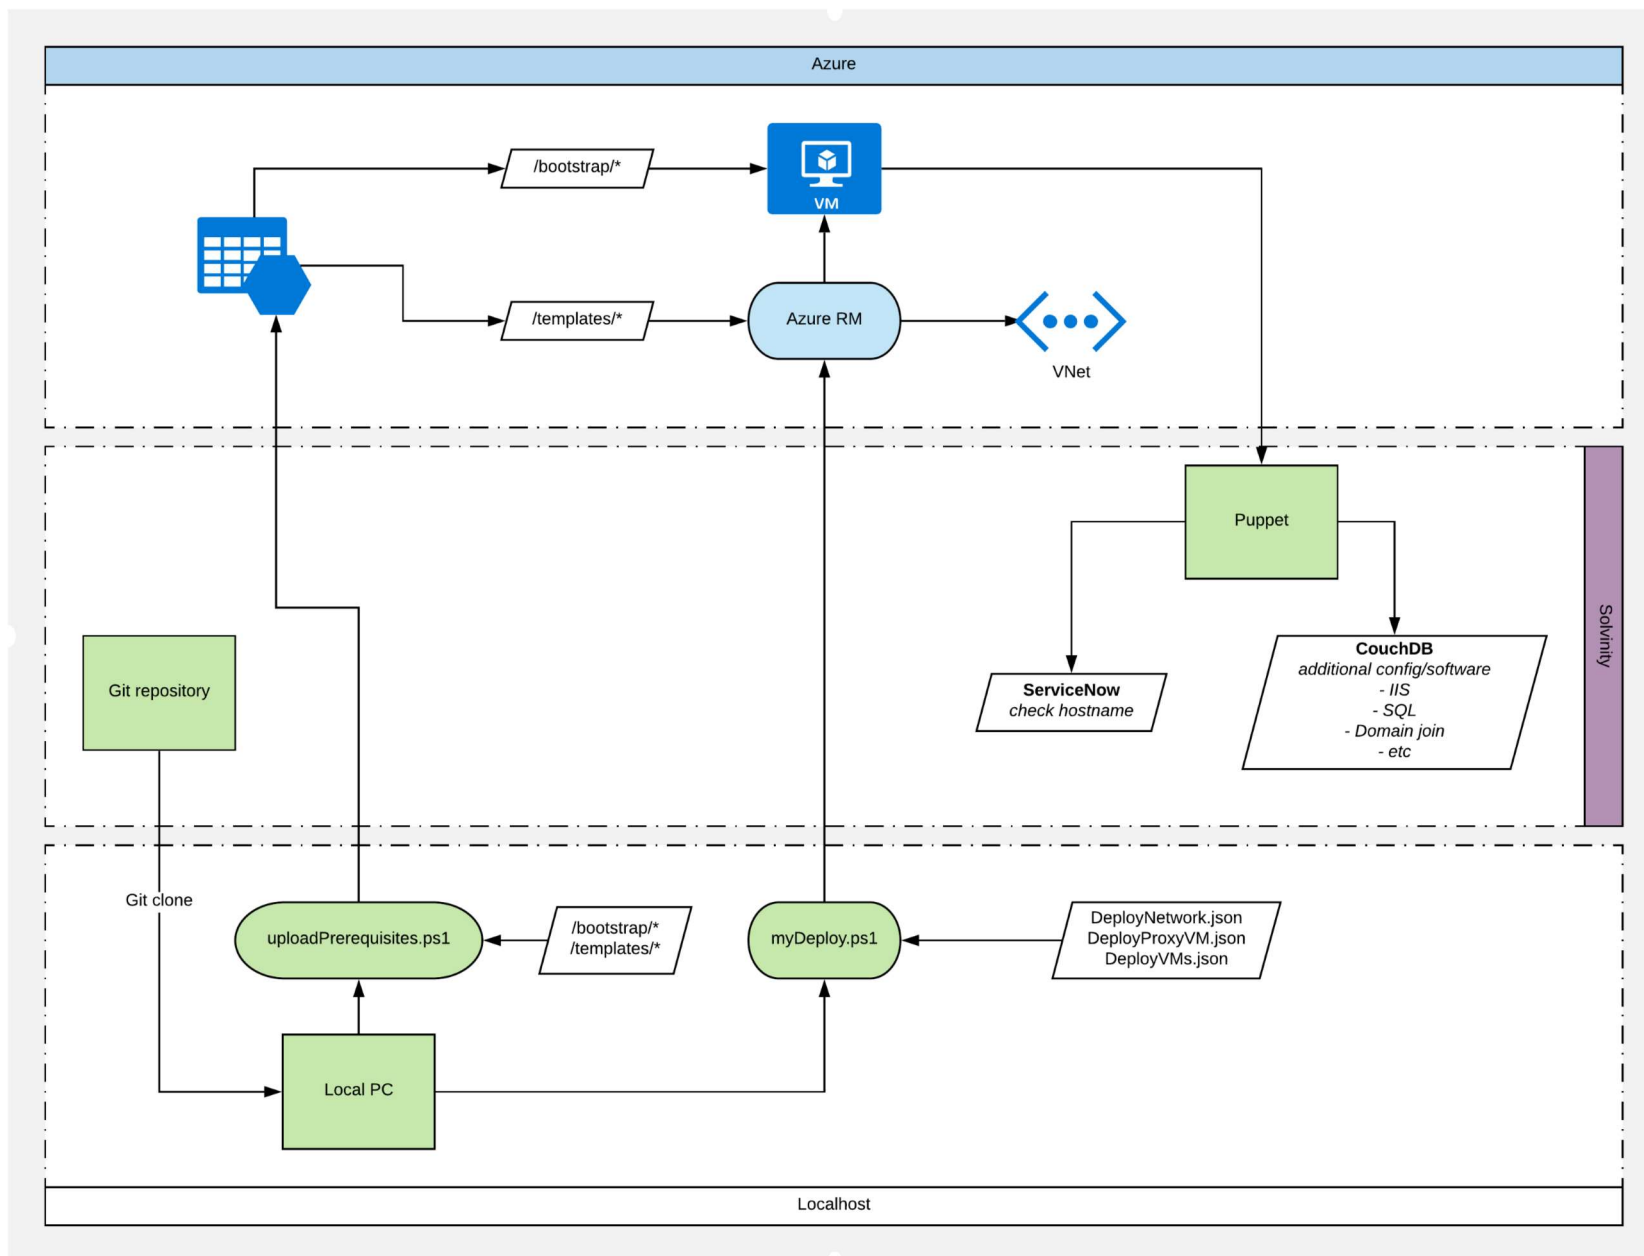 Azure
/bootstrap/*
VM
/templates/*
Azure RM
VNet
Puppet
Solvinity
Git repository
ServiceNow
check hostname
CouchDB
additional config/software
- IIS
- SQL
- Domain join
- etc
Git clone
uploadPrerequisites.ps1
/bootstrap/*
/templates/*
myDeploy.ps1
DeployNetwork.json
DeployProxyVM.json
DeployVMs.json
Local PC
Localhost